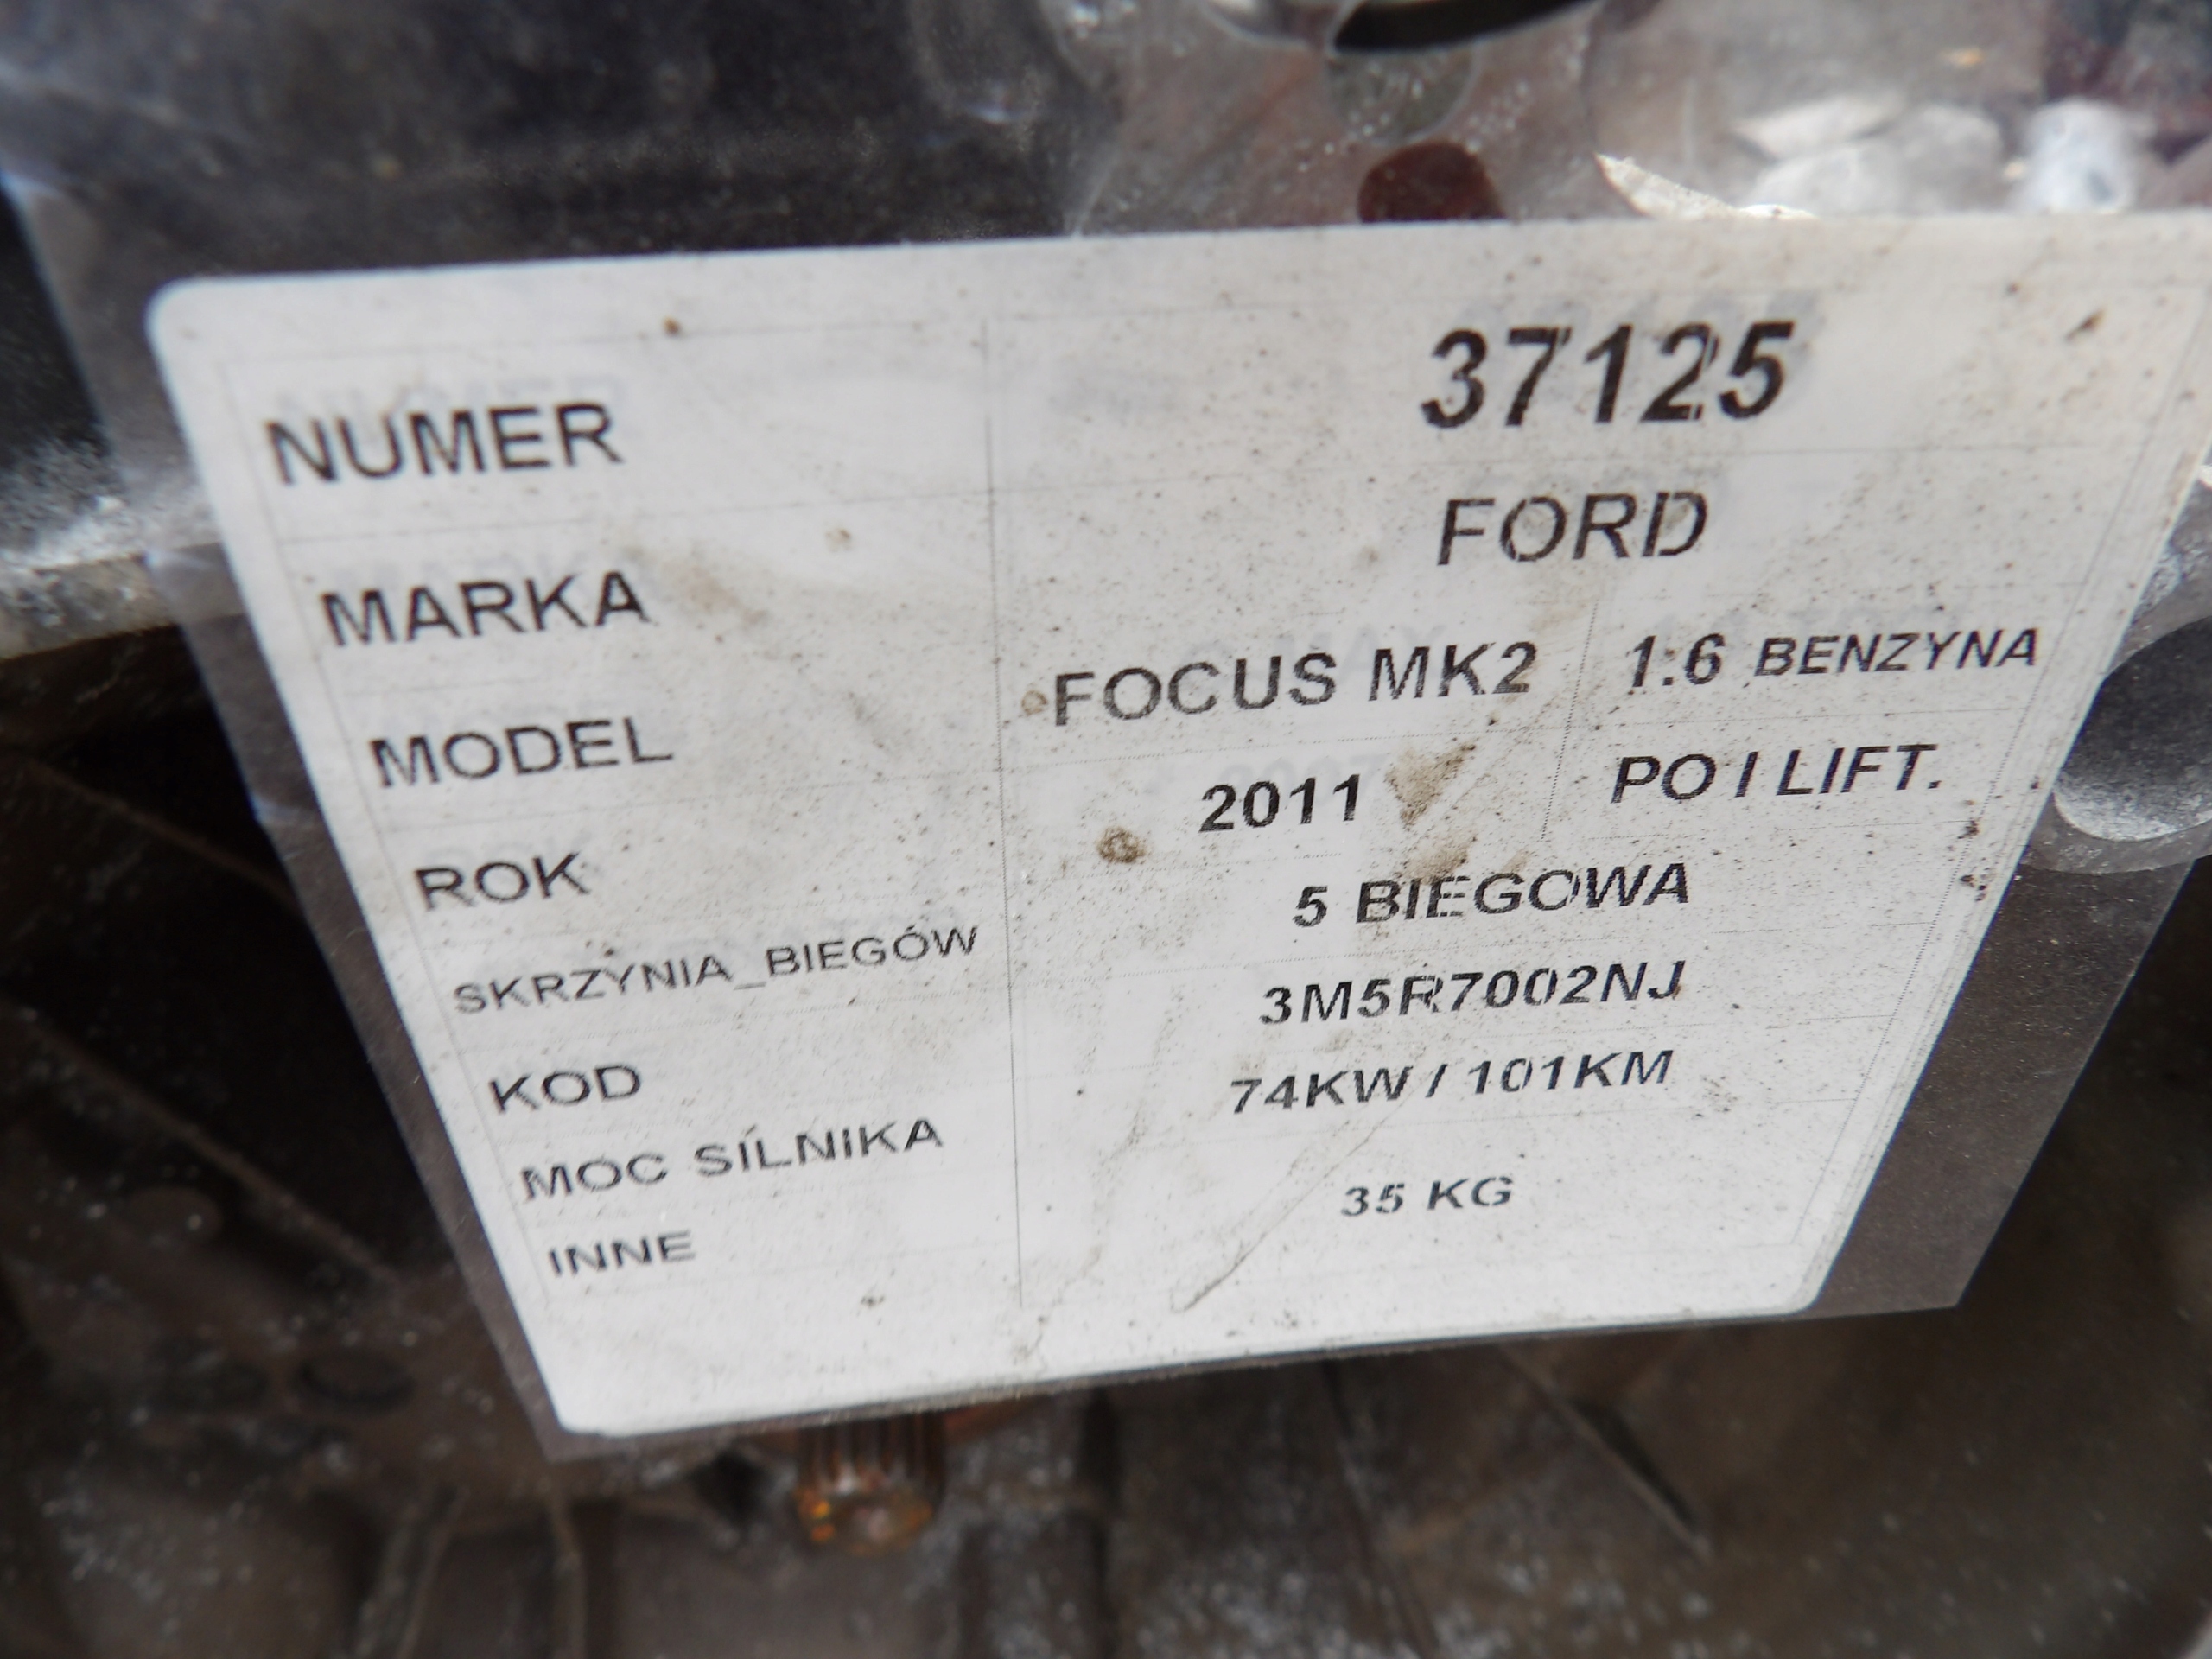 NUMER 37125
MARKA FORD
MODEL FOCUS MK2 1.6 BENZYNA
ROK 2011 PO I LIFT.
SKRZYNIA_BIEGÓW 5 BIEGOWA
KOD 3M5R7002NJ
MOC SILNIKA 74KW / 101KM
INNE 35 KG